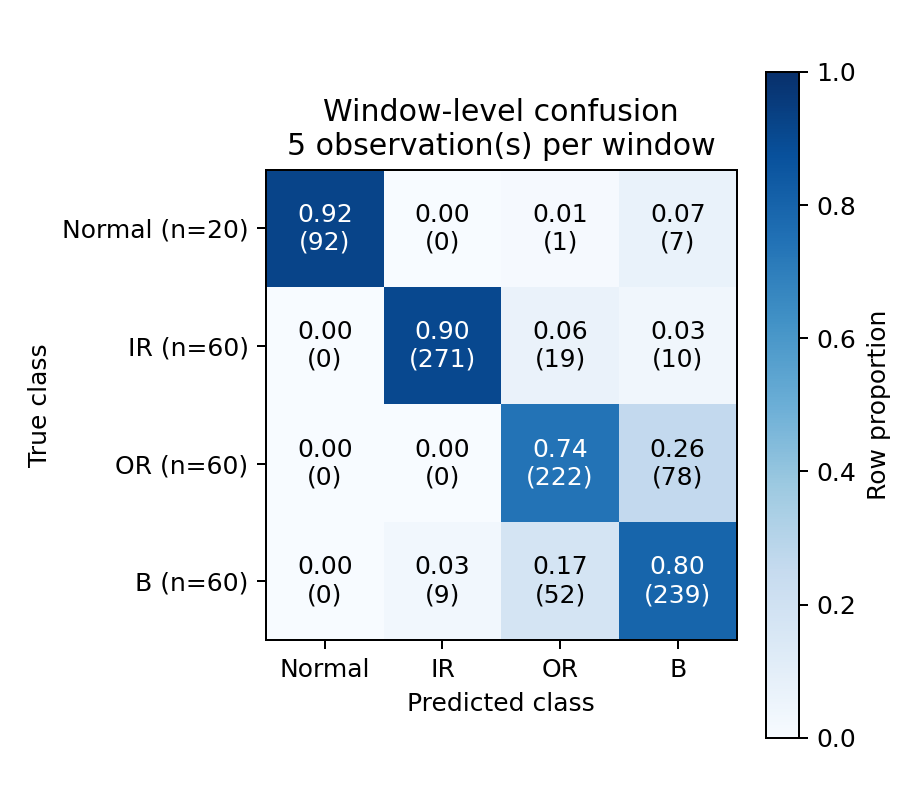 Window-level confusion
5 observation(s) per window
Normal (n=20)
0.92 0.00 0.01 0.07
(92) (0) (1) (7)
IR (n=60)
0.00 0.90 0.06 0.03
(0) (271) (19) (10)
OR (n=60)
0.00 0.00 0.74 0.26
(0) (0) (222) (78)
B (n=60)
0.00 0.03 0.17 0.80
(0) (9) (52) (239)
Normal IR OR B
Predicted class
True class
1.0
0.8
0.6
0.4
0.2
0.0
Row proportion